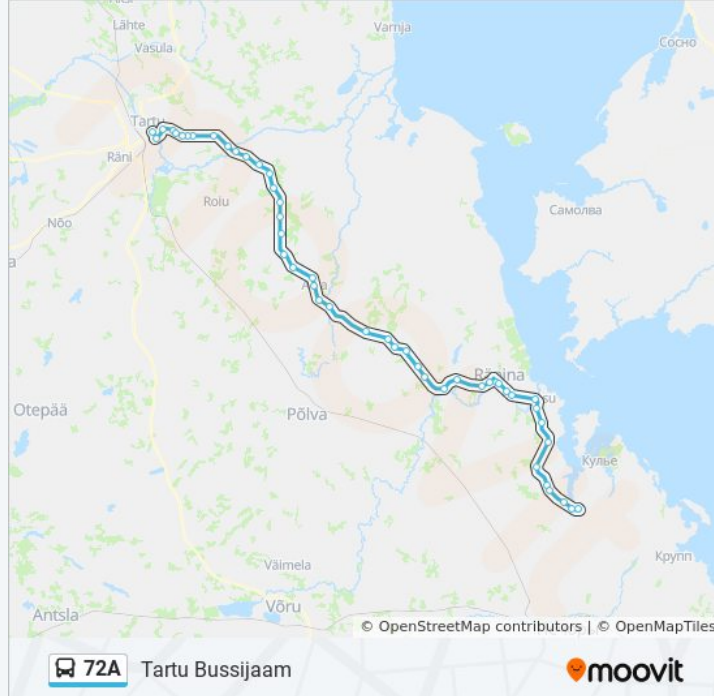 Lähte
Varnja
Vasula
Сосно
Tartu
Räni
Roiu
Самолва
Nõo
Otepää
Põlva
Räpina
Кулье
Крупп
Väimela
Võru
Antsla
© OpenStreetMap contributors | © OpenMapTiles
72A Tartu Bussijaam moovit